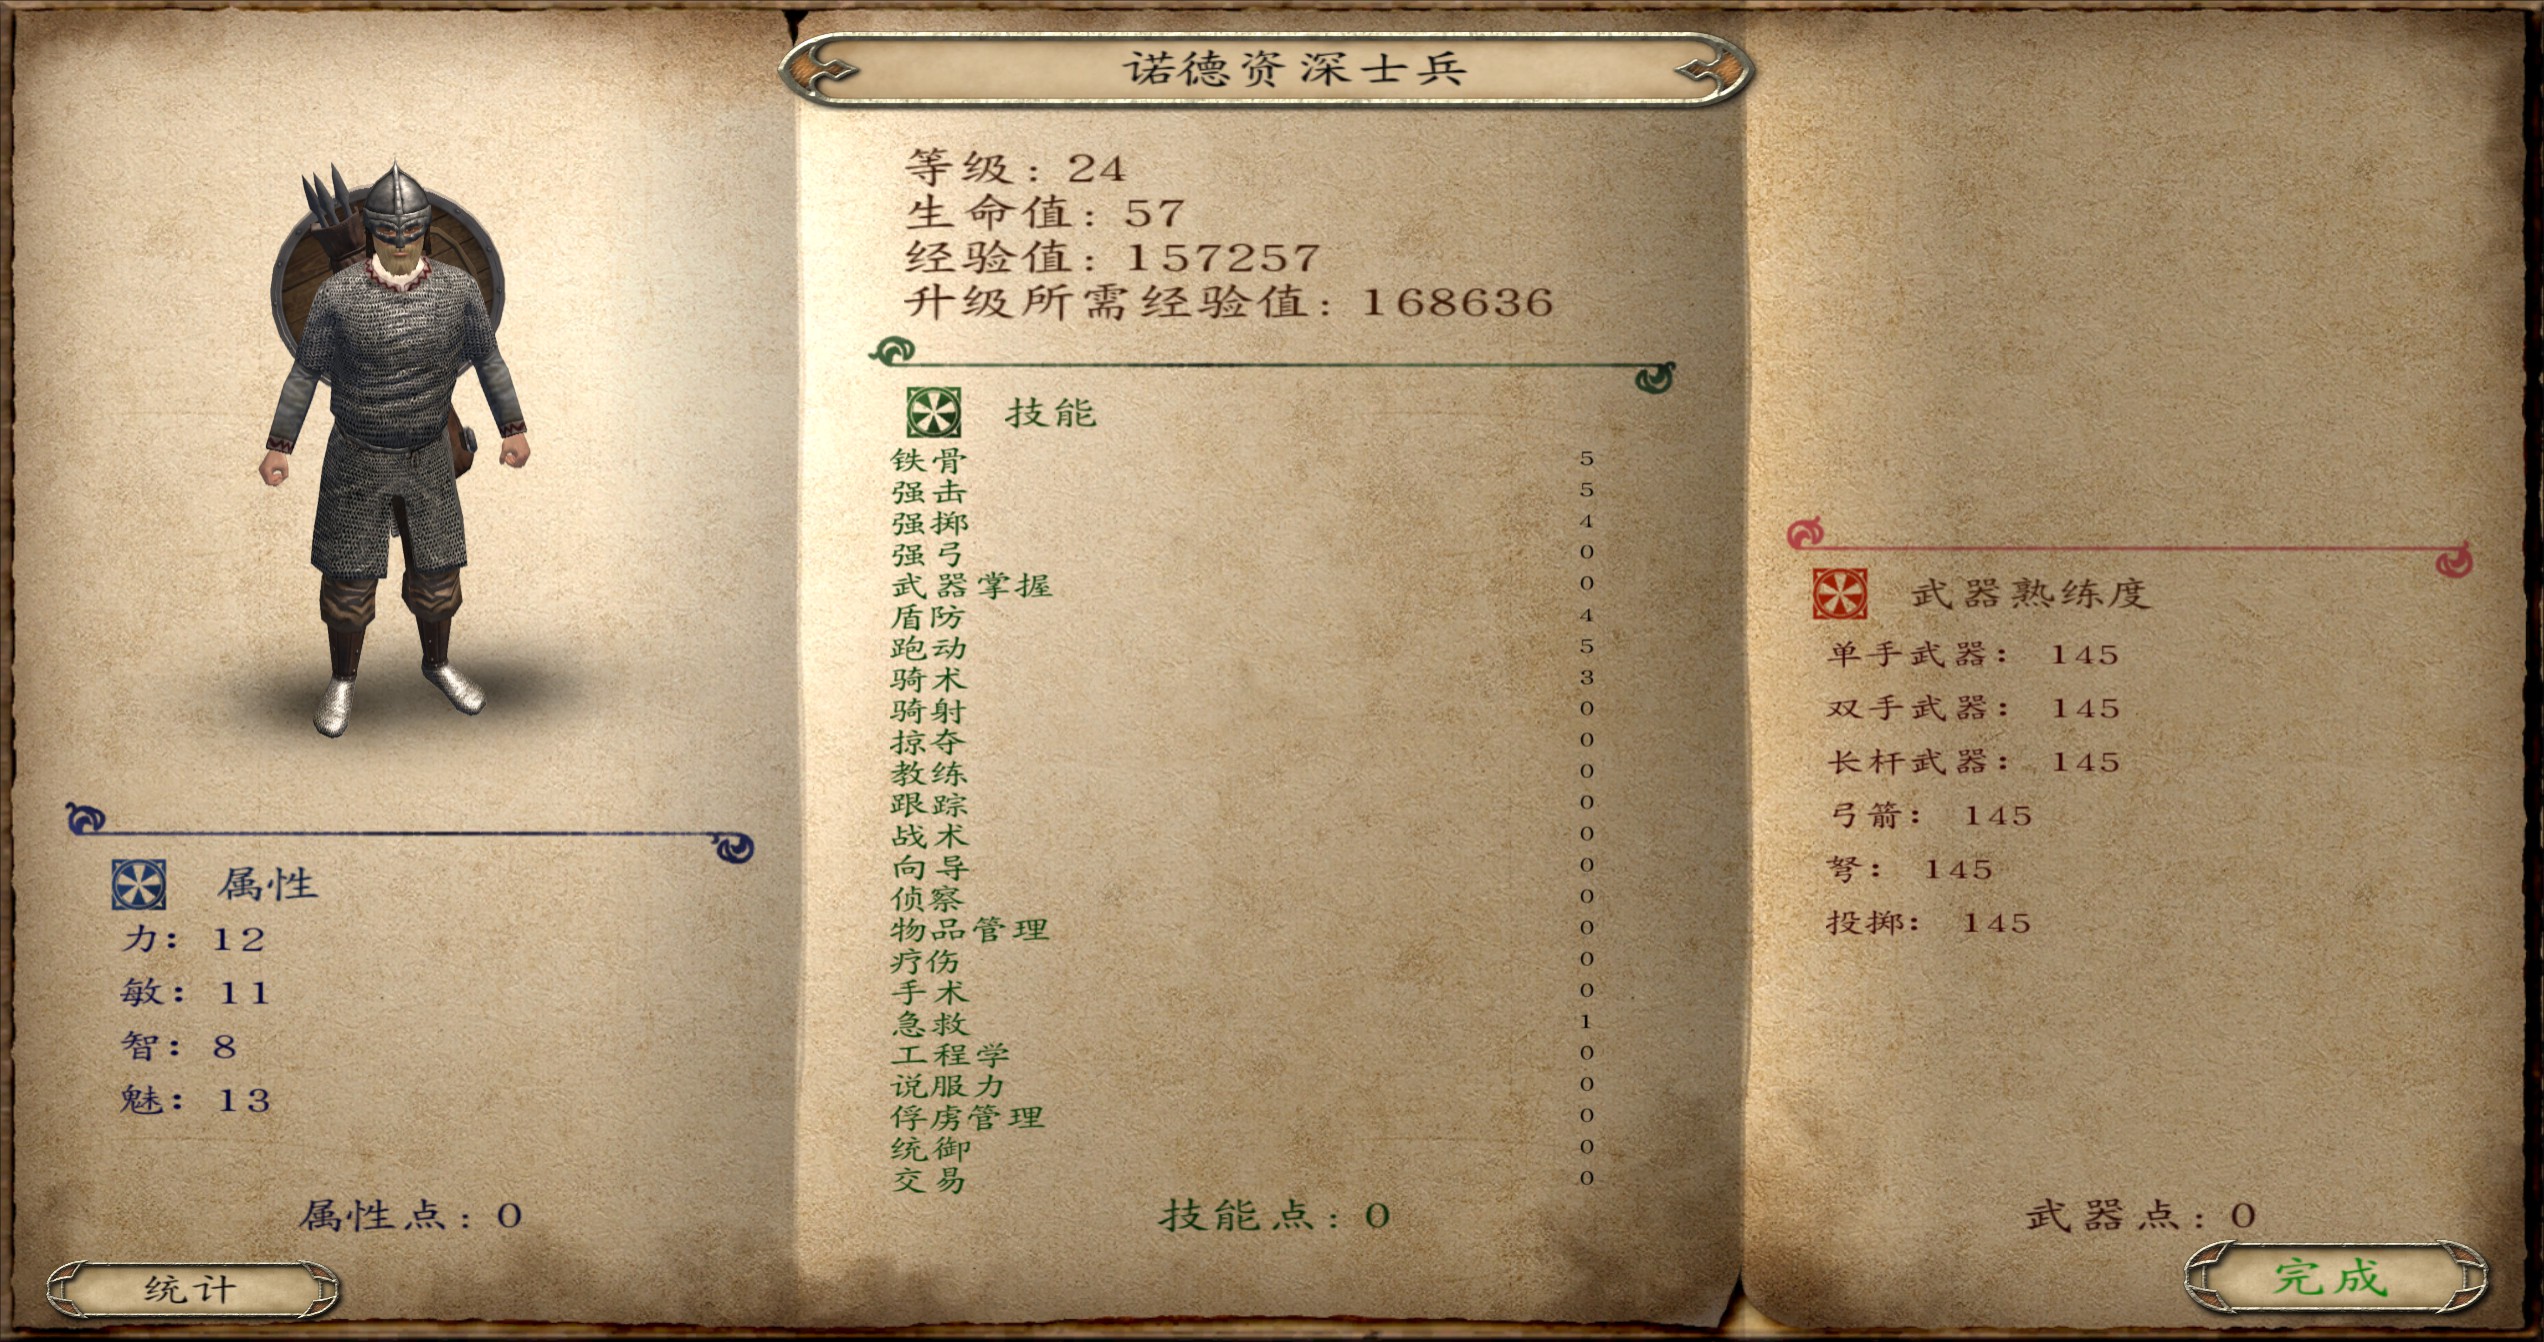 诺德资深士兵
等级: 24
生命值: 57
经验值: 157257
升级所需经验值: 168636
技能
铁骨 5
强击 5
强掷 4
强弓 0
武器掌握 0
盾防 4
跑动 5
骑术 3
骑射 0
掠夺 0
教练 0
跟踪 0
战术 0
向导 0
侦察 0
物品管理 0
疗伤 0
手术 0
急救 1
工程学 0
说服力 0
俘虏管理 0
统御 0
交易 0
技能点: 0
属性
力: 12
敏: 11
智: 8
魅: 13
属性点: 0
统计
武器熟练度
单手武器: 145
双手武器: 145
长杆武器: 145
弓箭: 145
弩: 145
投掷: 145
武器点: 0
完成